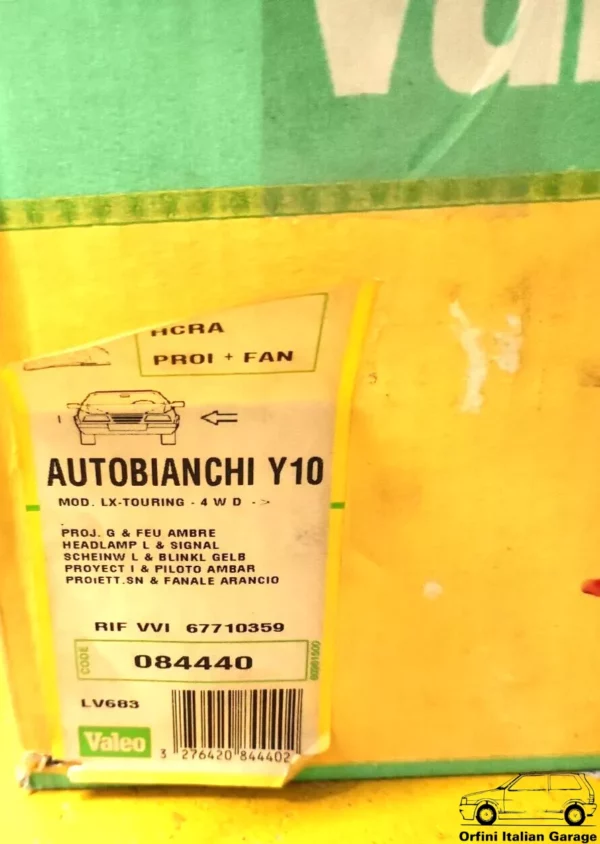 HCRA
PROI + FAN
AUTOBIANCHI Y10
MOD. LX-TOURING - 4 W D - >
PROJ. G & FEU AMBRE
HEADLAMP L & SIGNAL
SCHEINW L & BLINKL GELB
PROYECT I & PILOTO AMBAR
PROIETT.SN & FANALE ARANCIO
RIF VVI 67710359
CODE
084440
LV683
Valeo
3 276420 844402
Orfini Italian Garage